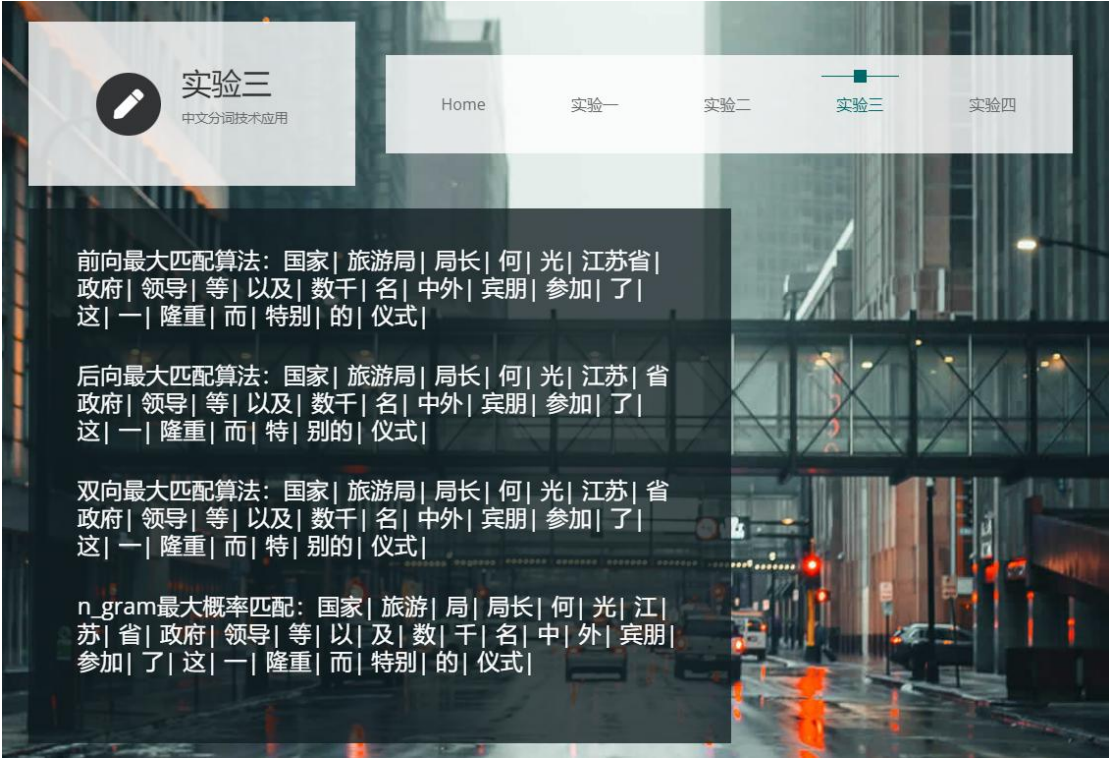 实验三
中文分词技术应用
Home 实验一 实验二 实验三 实验四
前向最大匹配算法：国家| 旅游局| 局长| 何| 光| 江苏省|
政府| 领导| 等| 以及| 数千| 名| 中外| 宾朋| 参加| 了|
这| 一| 隆重| 而| 特别| 的| 仪式|
后向最大匹配算法：国家| 旅游局| 局长| 何| 光| 江苏| 省
政府| 领导| 等| 以及| 数千| 名| 中外| 宾朋| 参加| 了|
这| 一| 隆重| 而| 特| 别的| 仪式|
双向最大匹配算法：国家| 旅游局| 局长| 何| 光| 江苏| 省
政府| 领导| 等| 以及| 数千| 名| 中外| 宾朋| 参加| 了|
这| 一| 隆重| 而| 特| 别的| 仪式|
n_gram最大概率匹配：国家| 旅游| 局| 局长| 何| 光| 江|
苏| 省| 政府| 领导| 等| 以| 及| 数| 千| 名| 中| 外| 宾朋|
参加| 了| 这| 一| 隆重| 而| 特别| 的| 仪式|